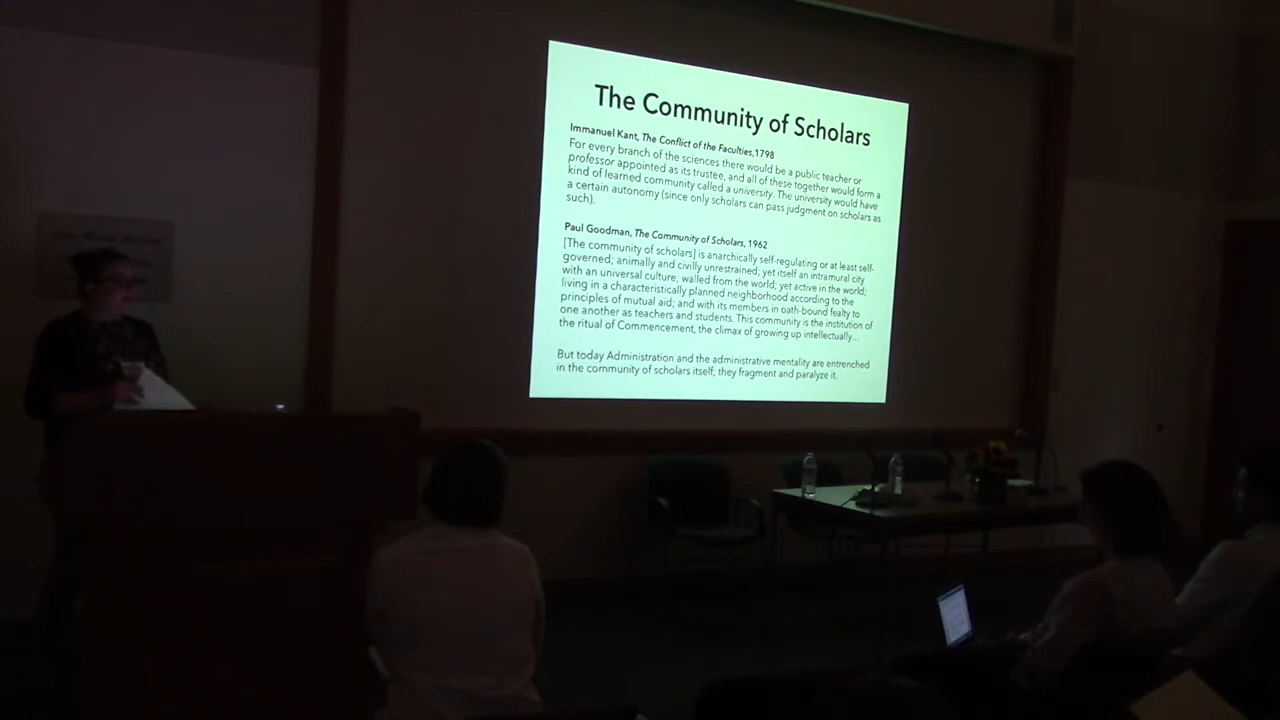 The Community of Scholars
Immanuel Kant, The Conflict of the Faculties,1798
For every branch of the sciences there would be a public teacher or
professor appointed as its trustee, and all of these together would form a
kind of learned community called a university. The university would have
a certain autonomy (since only scholars can pass judgment on scholars as
such).
Paul Goodman, The Community of Scholars, 1962
[The community of scholars] is anarchically self-regulating or at least self-
governed; animally and civilly unrestrained; yet itself an intramural city
with an universal culture; walled from the world; yet active in the world;
living in a characteristically planned neighborhood according to the
principles of mutual aid; and with its members in oath-bound fealty to
one another as teachers and students. This community is the institution of
the ritual of Commencement, the climax of growing up intellectually...
But today Administration and the administrative mentality are entrenched
in the community of scholars itself; they fragment and paralyze it.